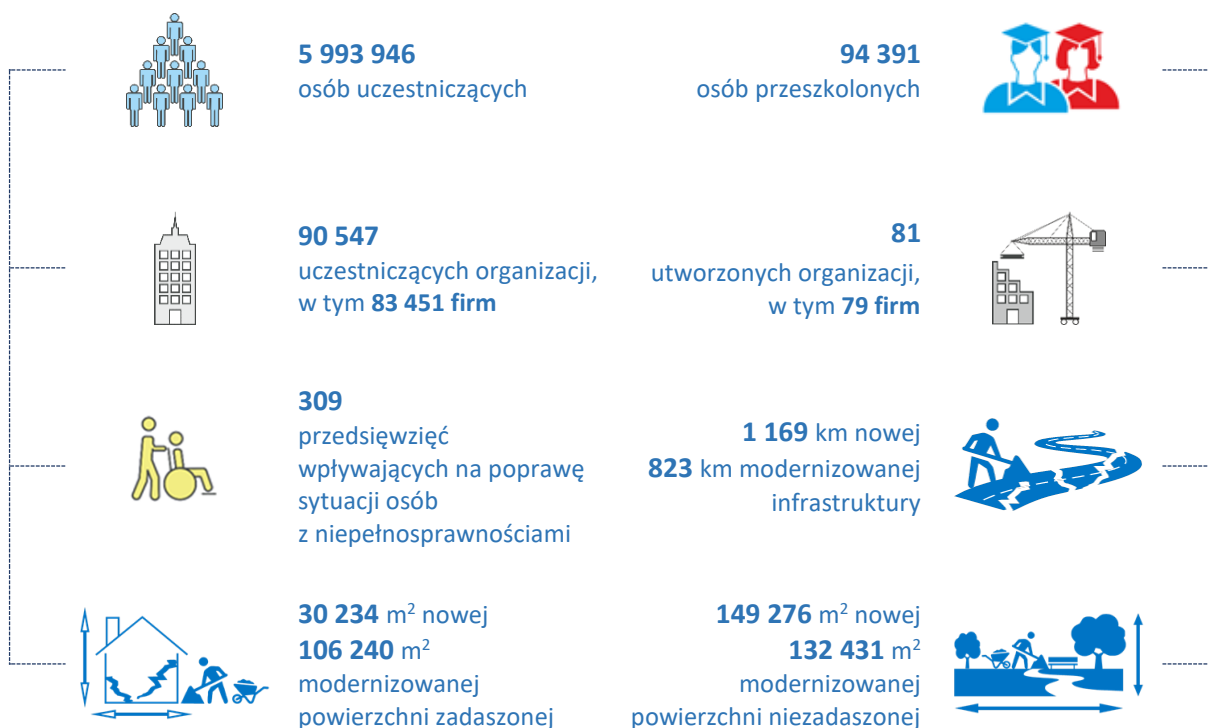 5 993 946
osób uczestniczących
94 391
osób przeszkolonych
90 547
uczestniczących organizacji,
w tym 83 451 firm
81
utworzonych organizacji,
w tym 79 firm
309
przedsięwzięć
wpływających na poprawę
sytuacji osób
z niepełnosprawnościami
1 169 km nowej
823 km modernizowanej
infrastruktury
30 234 m² nowej
106 240 m²
modernizowanej
powierzchni zadaszonej
149 276 m² nowej
132 431 m²
modernizowanej
powierzchni niezadaszonej